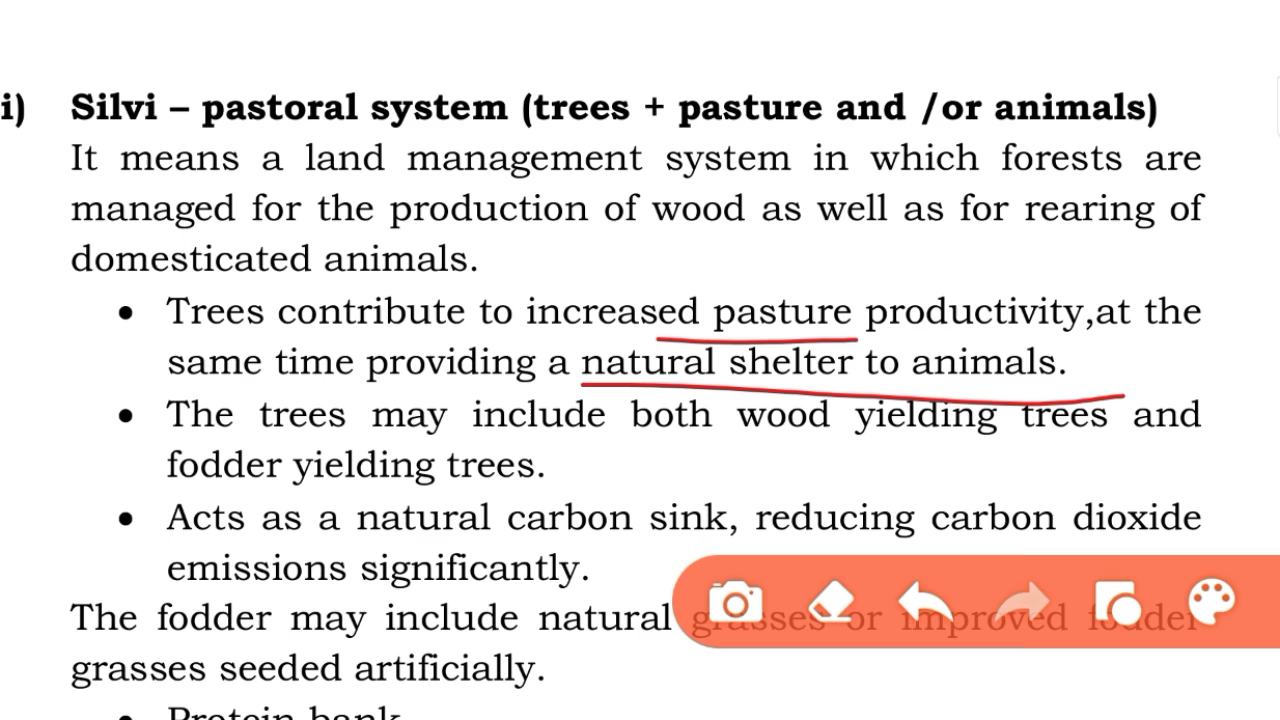 i) Silvi – pastoral system (trees + pasture and /or animals)
It means a land management system in which forests are
managed for the production of wood as well as for rearing of
domesticated animals.
• Trees contribute to increased pasture productivity,at the
same time providing a natural shelter to animals.
• The trees may include both wood yielding trees and
fodder yielding trees.
• Acts as a natural carbon sink, reducing carbon dioxide
emissions significantly.
The fodder may include natural grasses or improved fodder
grasses seeded artificially.
• Protein bank